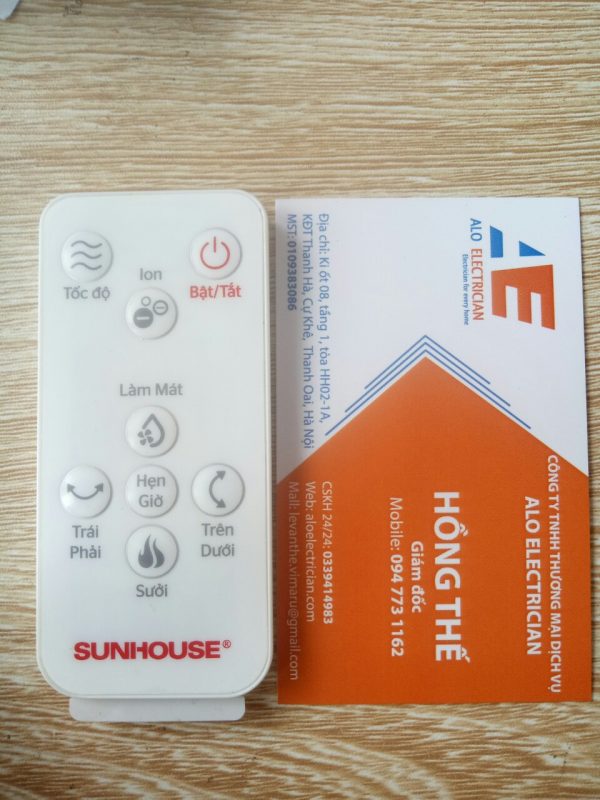 Tốc độ
Ion
Bật/Tắt
Làm Mát
Trái
Phải
Hẹn
Giờ
Trên
Dưới
Sưởi
SUNHOUSE®
AE
ALO ELECTRICIAN
Electrician for every home
Địa chỉ: Ki ốt 08, tầng 1, tòa HH02-1A,
KĐT Thanh Hà, Cự Khê, Thanh Oai, Hà Nội
MST: 0109383086
CÔNG TY TNHH THƯƠNG MẠI DỊCH VỤ
ALO ELECTRICIAN
HỒNG THẾ
Giám đốc
Mobile: 094 773 1162
CSKH 24/24: 0339414983
Web: aloelectrician.com
Mail: levanthe.vimaru@gmail.com